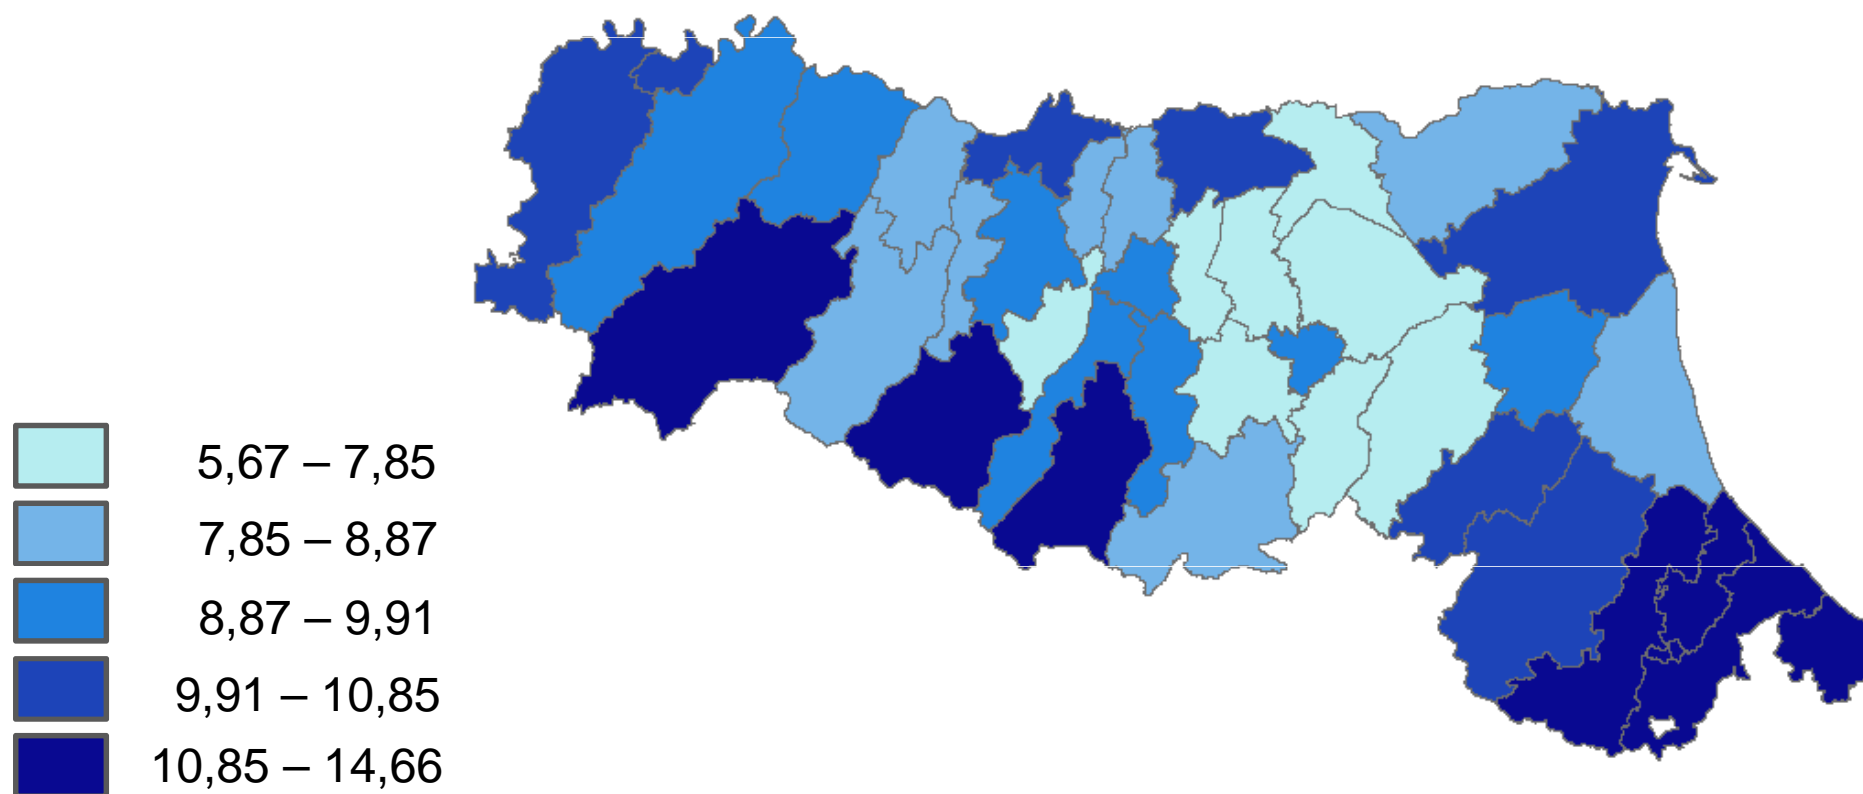 5,67 – 7,85
7,85 – 8,87
8,87 – 9,91
9,91 – 10,85
10,85 – 14,66